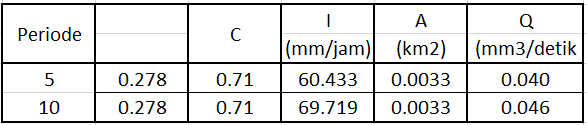 Periode C I A Q
(mm/jam) (km2) (mm3/detik
5 0.278 0.71 60.433 0.0033 0.040
10 0.278 0.71 69.719 0.0033 0.046